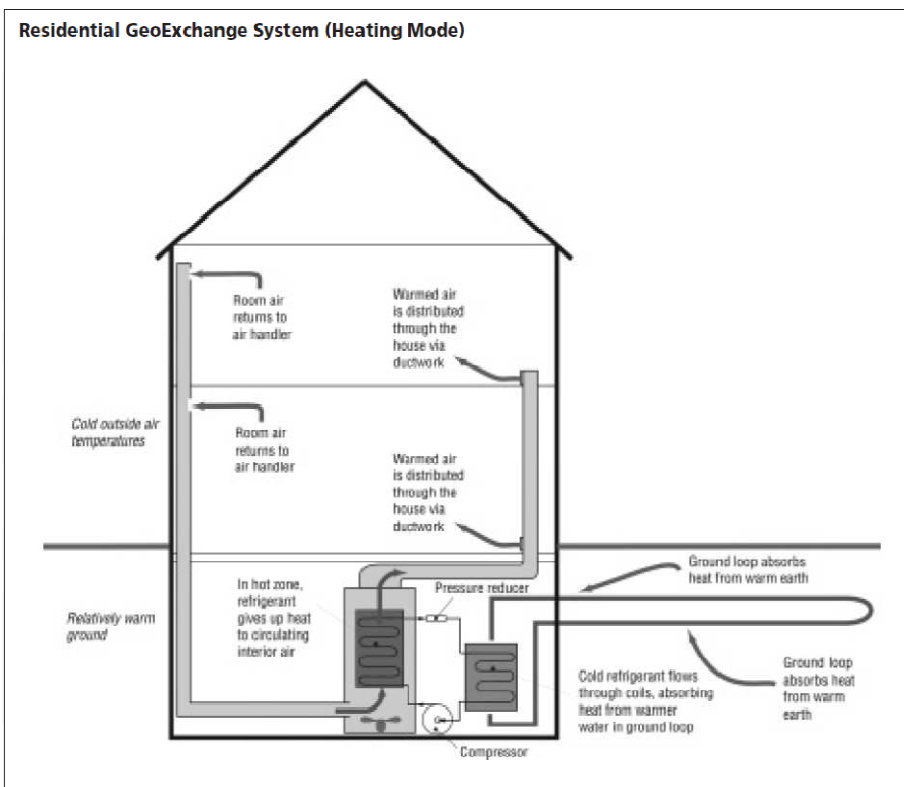 Residential GeoExchange System (Heating Mode)
Room air
returns to
air handler
Warmed air
is distributed
through the
house via
ductwork
Cold outside air
temperatures
Room air
returns to
air handler
Warmed air
is distributed
through the
house via
ductwork
Ground loop absorbs
heat from warm earth
Relatively warm
ground
In hot zone,
refrigerant
gives up heat
to circulating
interior air
Pressure reducer
Cold refrigerant flows
through coils, absorbing
heat from warmer
water in ground loop
Ground loop
absorbs heat
from warm
earth
Compressor